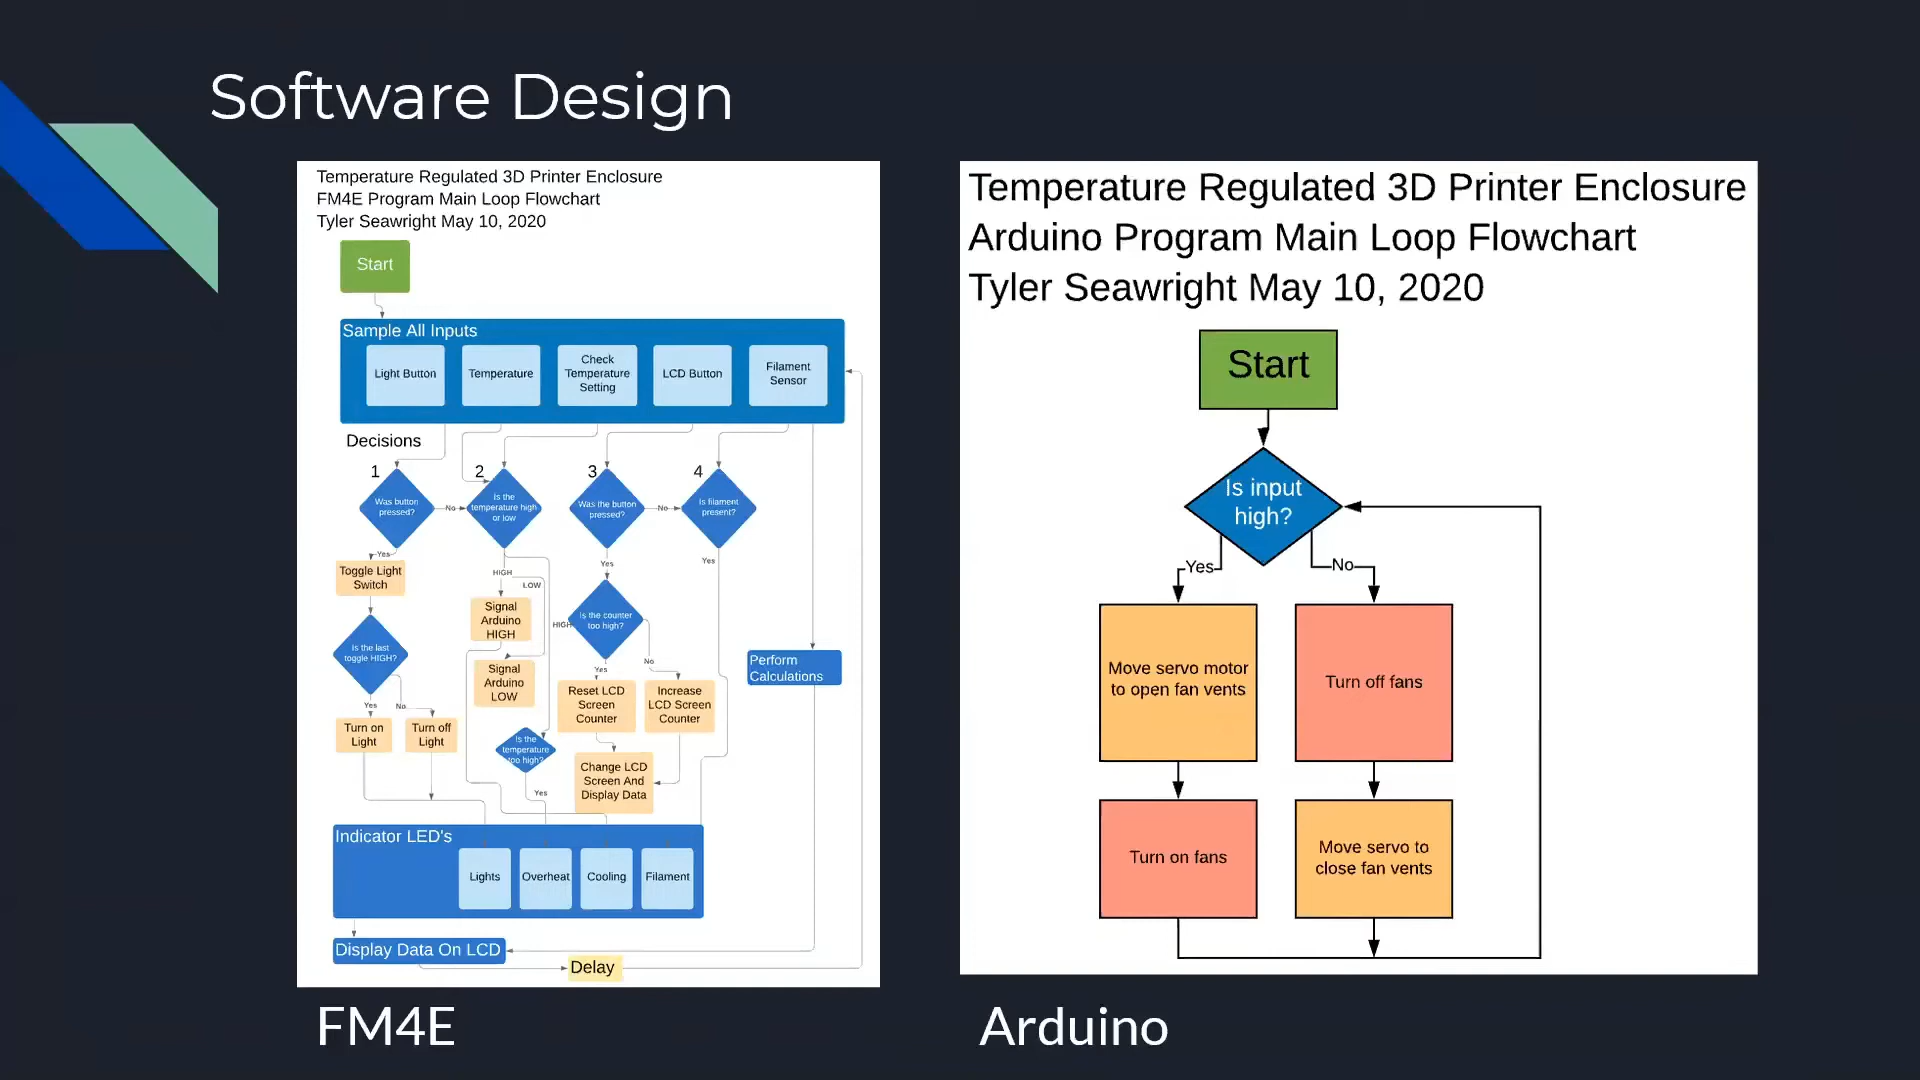 Software Design
Temperature Regulated 3D Printer Enclosure
FM4E Program Main Loop Flowchart
Tyler Seawright May 10, 2020
Start
Sample All Inputs
Light Button
Temperature
Check
Temperature
Setting
LCD Button
Filament
Sensor
Decisions
1
2
3
4
Was button
pressed?
No
Is the
temperature high
or low
Was the button
pressed?
No
Is filament
present?
Yes
Toggle Light
Switch
HIGH
LOW
Yes
Yes
Signal
Arduino
HIGH
HIGH
Is the counter
too high?
Is the last
toggle HIGH?
Signal
Arduino
LOW
Yes
No
Perform
Calculations
Reset LCD
Screen
Counter
Increase
LCD Screen
Counter
Yes
No
Turn on
Light
Turn off
Light
Is the
temperature
too high?
Yes
Change LCD
Screen And
Display Data
Indicator LED's
Lights
Overheat
Cooling
Filament
Display Data On LCD
Delay
FM4E
Temperature Regulated 3D Printer Enclosure
Arduino Program Main Loop Flowchart
Tyler Seawright May 10, 2020
Start
Is input
high?
Yes
No
Move servo motor
to open fan vents
Turn off fans
Turn on fans
Move servo to
close fan vents
Arduino